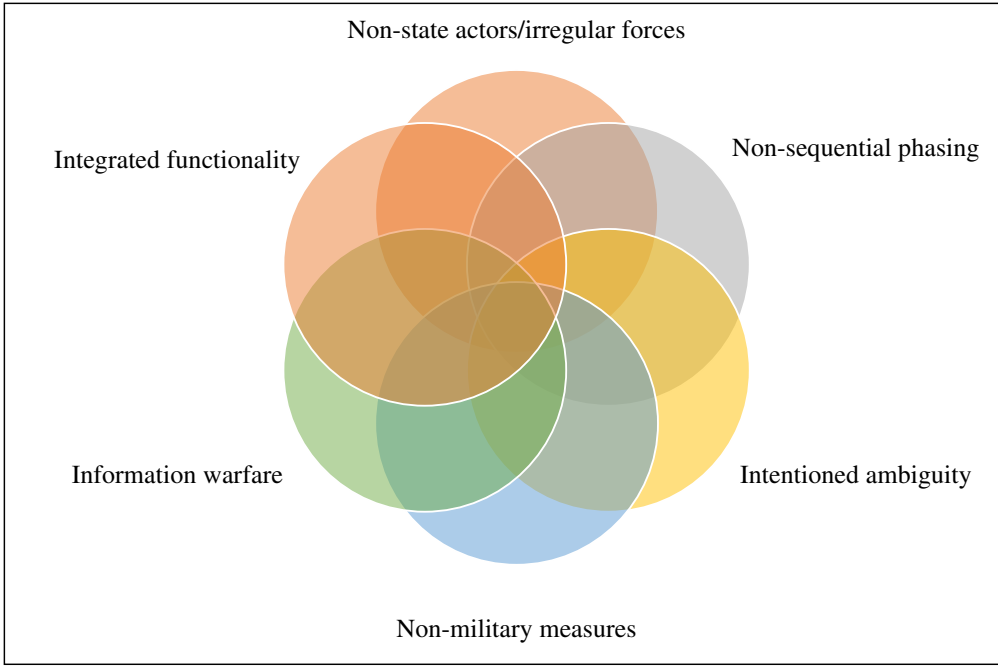 Non-state actors/irregular forces
Integrated functionality
Non-sequential phasing
Information warfare
Intentioned ambiguity
Non-military measures